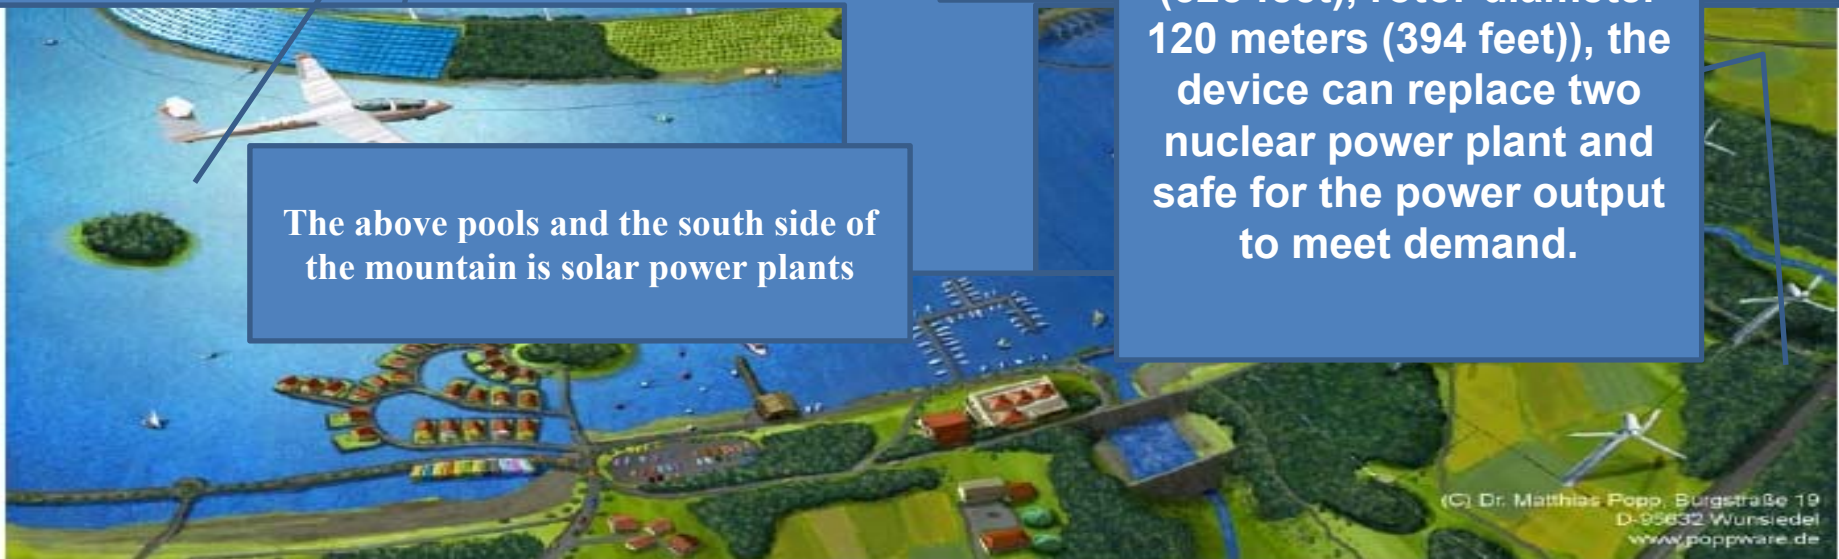 120 meters (394 feet)), the
device can replace two
nuclear power plant and
safe for the power output
to meet demand.
The above pools and the south side of
the mountain is solar power plants
(C) Dr. Matthias Popp, Burgstraße 19
D-95632 Wunsiedel
www.poppware.de